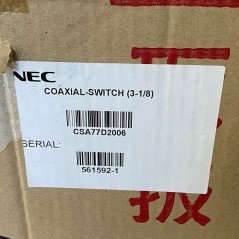 NEC
COAXIAL-SWITCH (3-1/8)
CSA77D2006
SERIAL:
561592-1